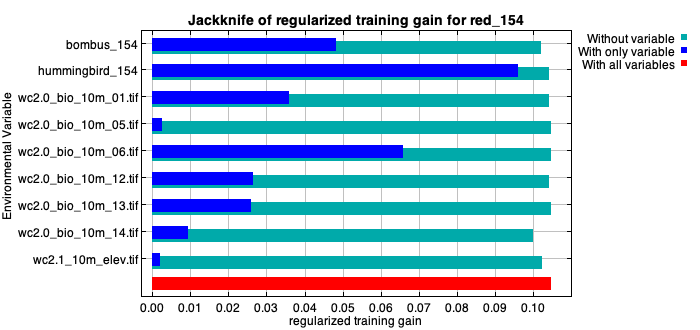 Jackknife of regularized training gain for red_154
Without variable
With only variable
With all variables
Environmental Variable
bombus_154
hummingbird_154
wc2.0_bio_10m_01.tif
wc2.0_bio_10m_05.tif
wc2.0_bio_10m_06.tif
wc2.0_bio_10m_12.tif
wc2.0_bio_10m_13.tif
wc2.0_bio_10m_14.tif
wc2.1_10m_elev.tif
0.00 0.01 0.02 0.03 0.04 0.05 0.06 0.07 0.08 0.09 0.10
regularized training gain